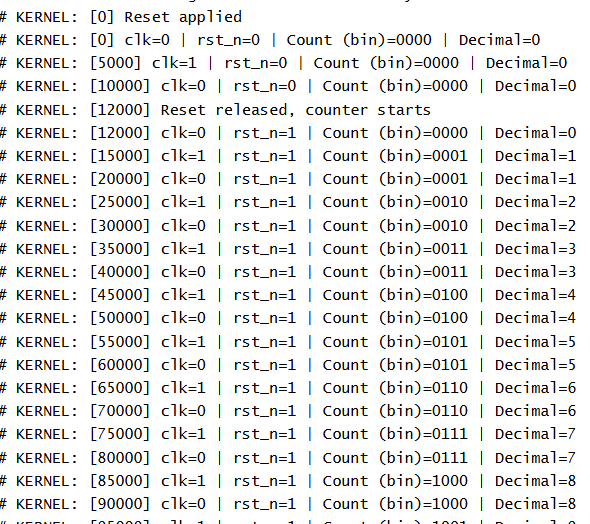 # KERNEL: [0] Reset applied
# KERNEL: [0] clk=0 | rst_n=0 | Count (bin)=0000 | Decimal=0
# KERNEL: [5000] clk=1 | rst_n=0 | Count (bin)=0000 | Decimal=0
# KERNEL: [10000] clk=0 | rst_n=0 | Count (bin)=0000 | Decimal=0
# KERNEL: [12000] Reset released, counter starts
# KERNEL: [12000] clk=0 | rst_n=1 | Count (bin)=0000 | Decimal=0
# KERNEL: [15000] clk=1 | rst_n=1 | Count (bin)=0001 | Decimal=1
# KERNEL: [20000] clk=0 | rst_n=1 | Count (bin)=0001 | Decimal=1
# KERNEL: [25000] clk=1 | rst_n=1 | Count (bin)=0010 | Decimal=2
# KERNEL: [30000] clk=0 | rst_n=1 | Count (bin)=0010 | Decimal=2
# KERNEL: [35000] clk=1 | rst_n=1 | Count (bin)=0011 | Decimal=3
# KERNEL: [40000] clk=0 | rst_n=1 | Count (bin)=0011 | Decimal=3
# KERNEL: [45000] clk=1 | rst_n=1 | Count (bin)=0100 | Decimal=4
# KERNEL: [50000] clk=0 | rst_n=1 | Count (bin)=0100 | Decimal=4
# KERNEL: [55000] clk=1 | rst_n=1 | Count (bin)=0101 | Decimal=5
# KERNEL: [60000] clk=0 | rst_n=1 | Count (bin)=0101 | Decimal=5
# KERNEL: [65000] clk=1 | rst_n=1 | Count (bin)=0110 | Decimal=6
# KERNEL: [70000] clk=0 | rst_n=1 | Count (bin)=0110 | Decimal=6
# KERNEL: [75000] clk=1 | rst_n=1 | Count (bin)=0111 | Decimal=7
# KERNEL: [80000] clk=0 | rst_n=1 | Count (bin)=0111 | Decimal=7
# KERNEL: [85000] clk=1 | rst_n=1 | Count (bin)=1000 | Decimal=8
# KERNEL: [90000] clk=0 | rst_n=1 | Count (bin)=1000 | Decimal=8